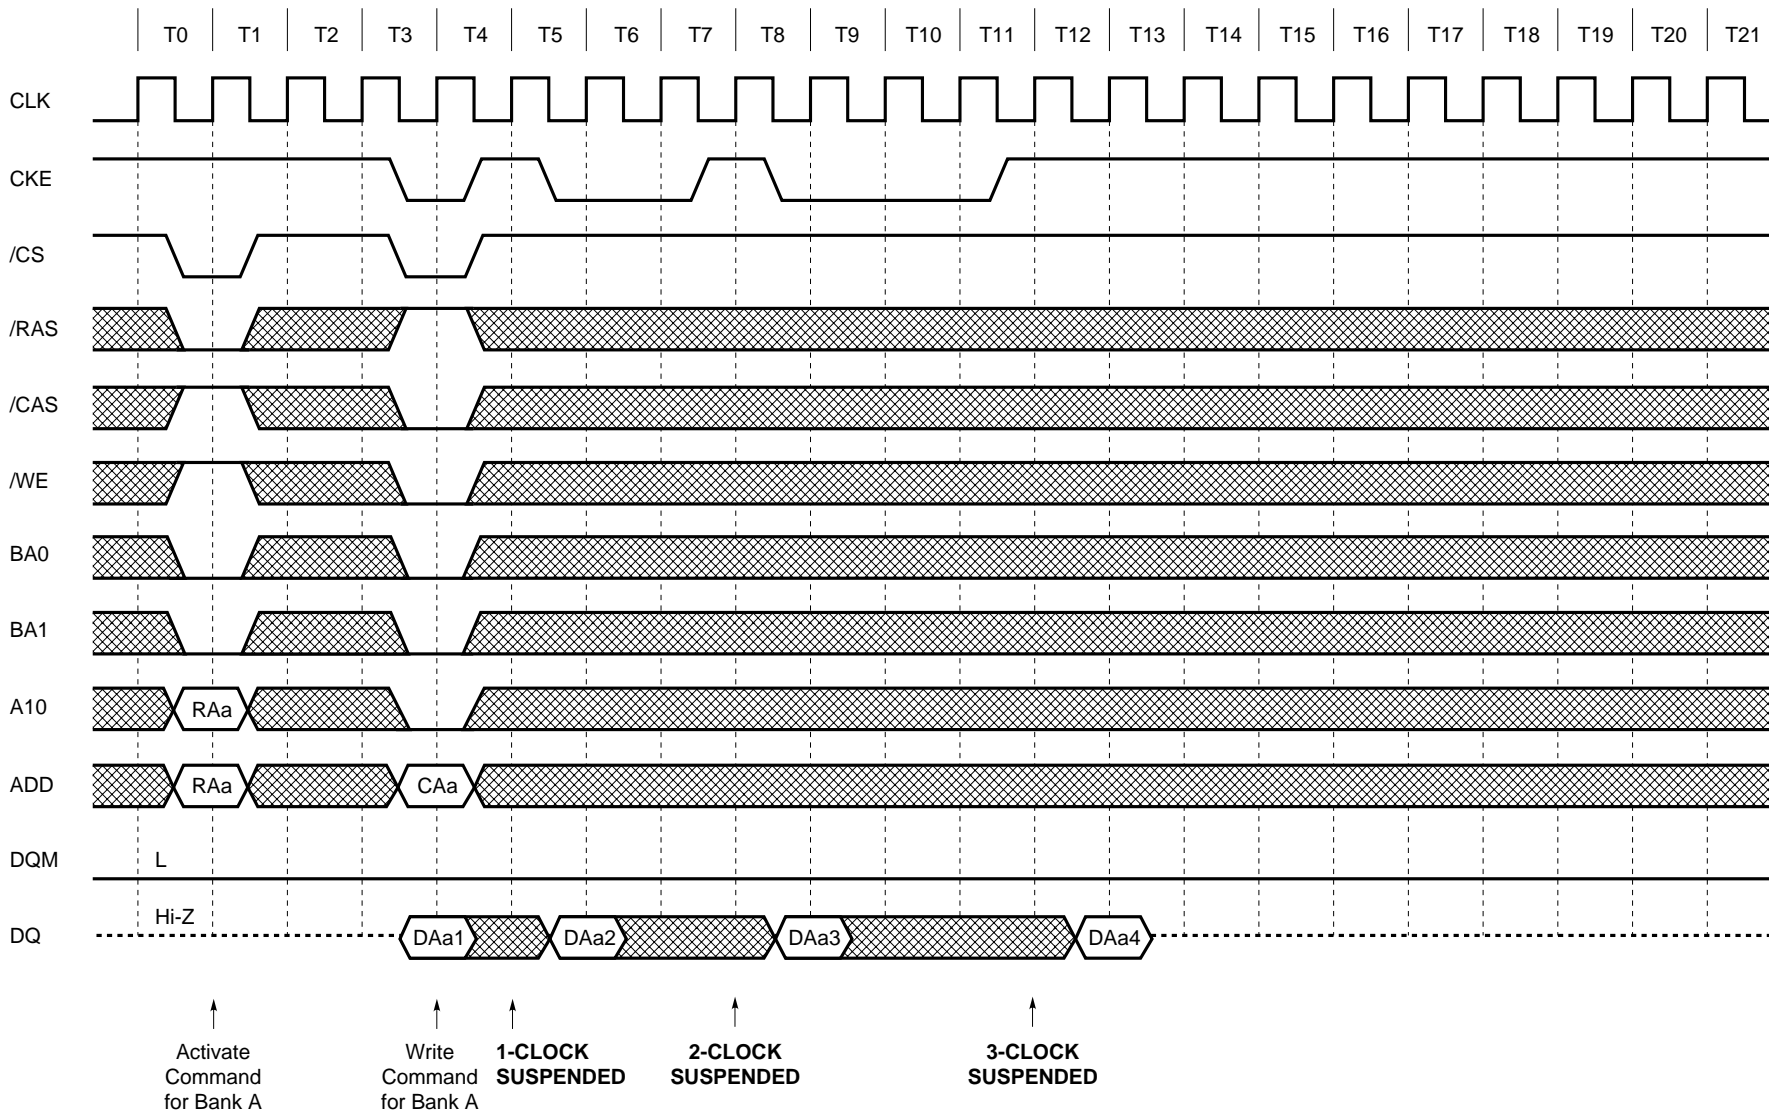 T0 T1 T2 T3 T4 T5 T6 T7 T8 T9 T10 T11 T12 T13 T14 T15 T16 T17 T18 T19 T20 T21
CLK
CKE
/CS
/RAS
/CAS
/WE
BA0
BA1
A10 RAa
ADD RAa CAa
DQM L
Hi-Z
DQ DAa1 DAa2 DAa3 DAa4
Activate
Command
for Bank A
Write
Command
for Bank A
1-CLOCK
SUSPENDED
2-CLOCK
SUSPENDED
3-CLOCK
SUSPENDED